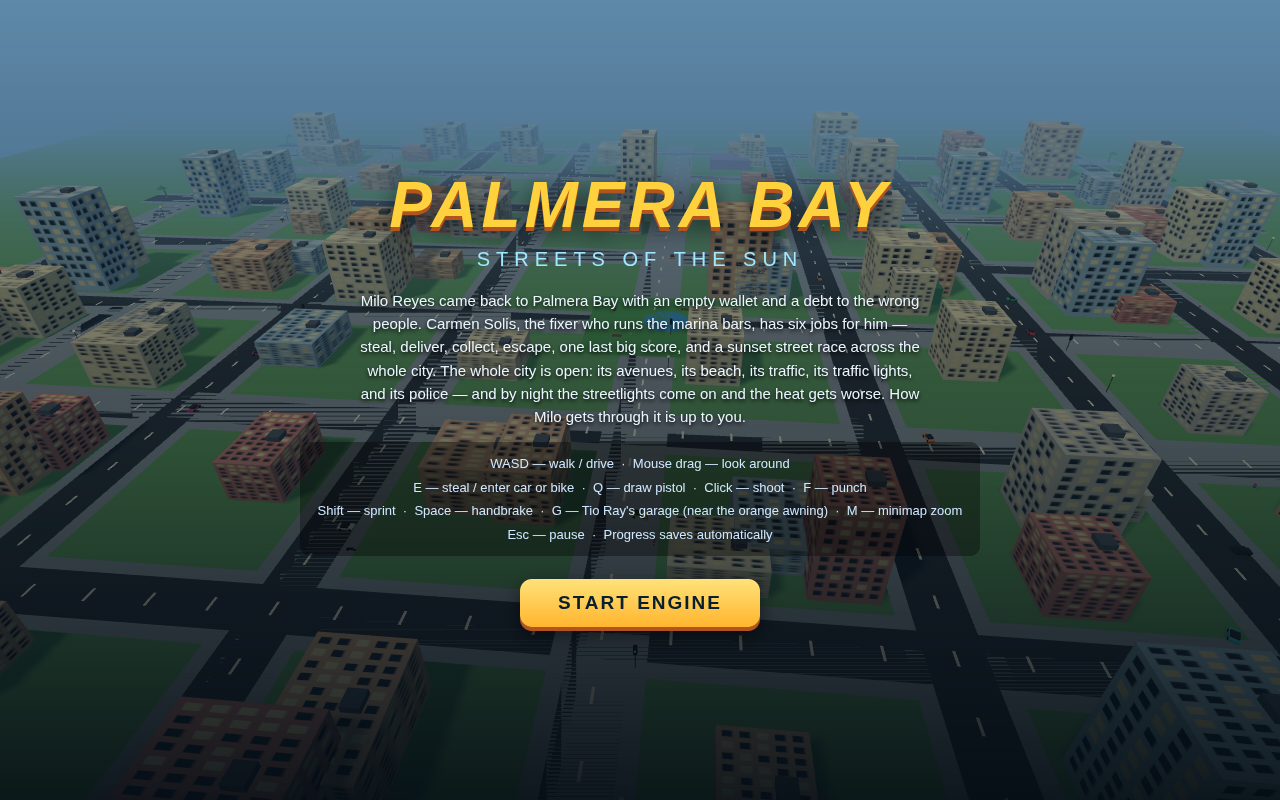 PALMERA BAY
STREETS OF THE SUN
Milo Reyes came back to Palmera Bay with an empty wallet and a debt to the wrong
people. Carmen Solis, the fixer who runs the marina bars, has six jobs for him —
steal, deliver, collect, escape, one last big score, and a sunset street race across the
whole city. The whole city is open: its avenues, its beach, its traffic, its traffic lights,
and its police — and by night the streetlights come on and the heat gets worse. How
Milo gets through it is up to you.
WASD — walk / drive · Mouse drag — look around
E — steal / enter car or bike · Q — draw pistol · Click — shoot · F — punch
Shift — sprint · Space — handbrake · G — Tio Ray's garage (near the orange awning) · M — minimap zoom
Esc — pause · Progress saves automatically
START ENGINE